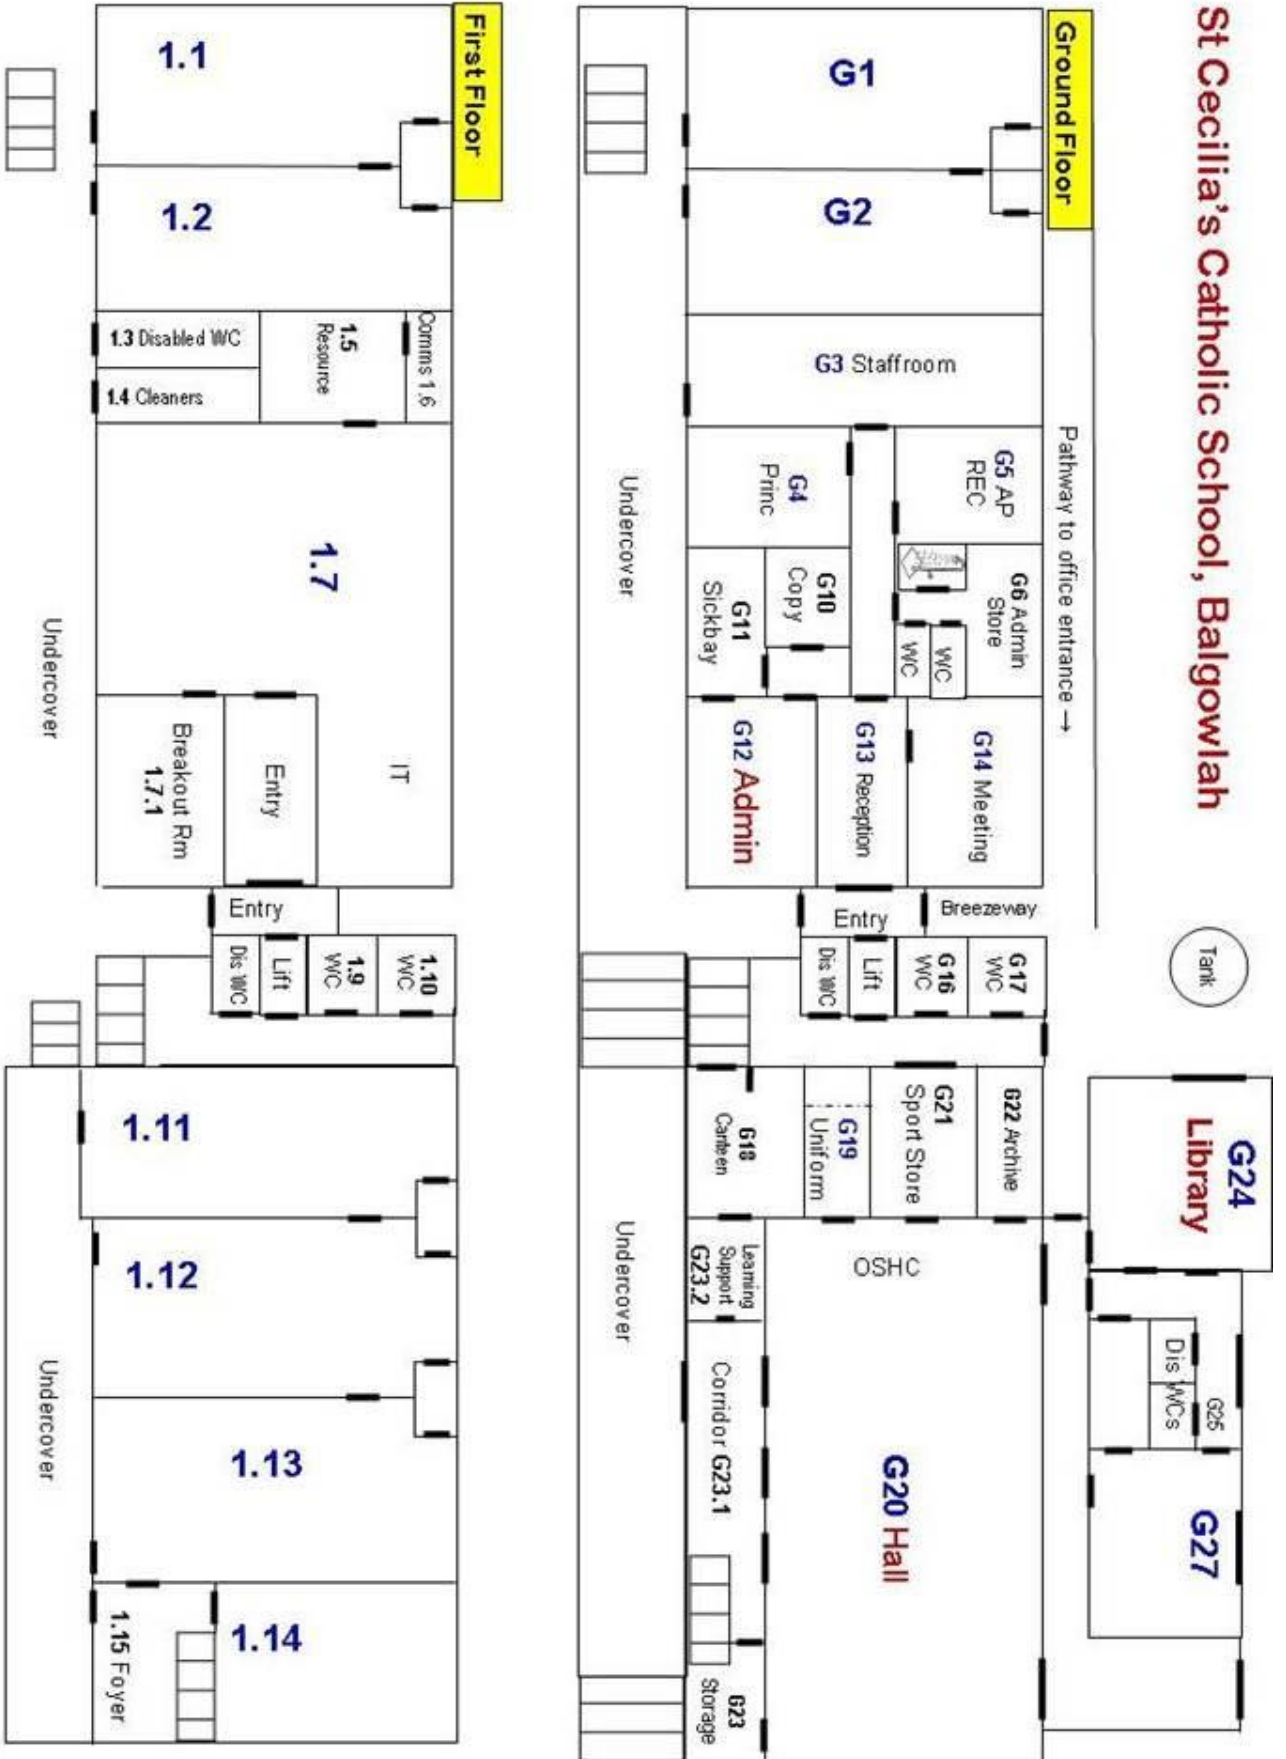 St Cecilia's Catholic School, Balgowlah
Ground Floor
Pathway to office entrance →
Tank
G1
G2
G3 Staffroom
G4
Princ
G5 AP
REC
G6 Admin
Store
WC
WC
G10
Copy
G11
Sickbay
G12 Admin
G13 Reception
G14 Meeting
Undercover
Breezeway
Entry
Dis WC
Lift
G16
WC
G17
WC
G18
Canteen
G19
Uniform
G21
Sport Store
G22 Archive
G24
Library
OSHC
Learning
Support
G23.2
Corridor G23.1
G20 Hall
G23
Storage
Dis WCs
G25
G27
Undercover
First Floor
1.1
1.2
1.3 Disabled WC
1.4 Cleaners
1.5
Resource
Comms 1.6
1.7
IT
Entry
Breakout Rm
1.7.1
Undercover
Entry
Dis WC
Lift
1.9
WC
1.10
WC
1.11
1.12
1.13
1.14
1.15 Foyer
Undercover